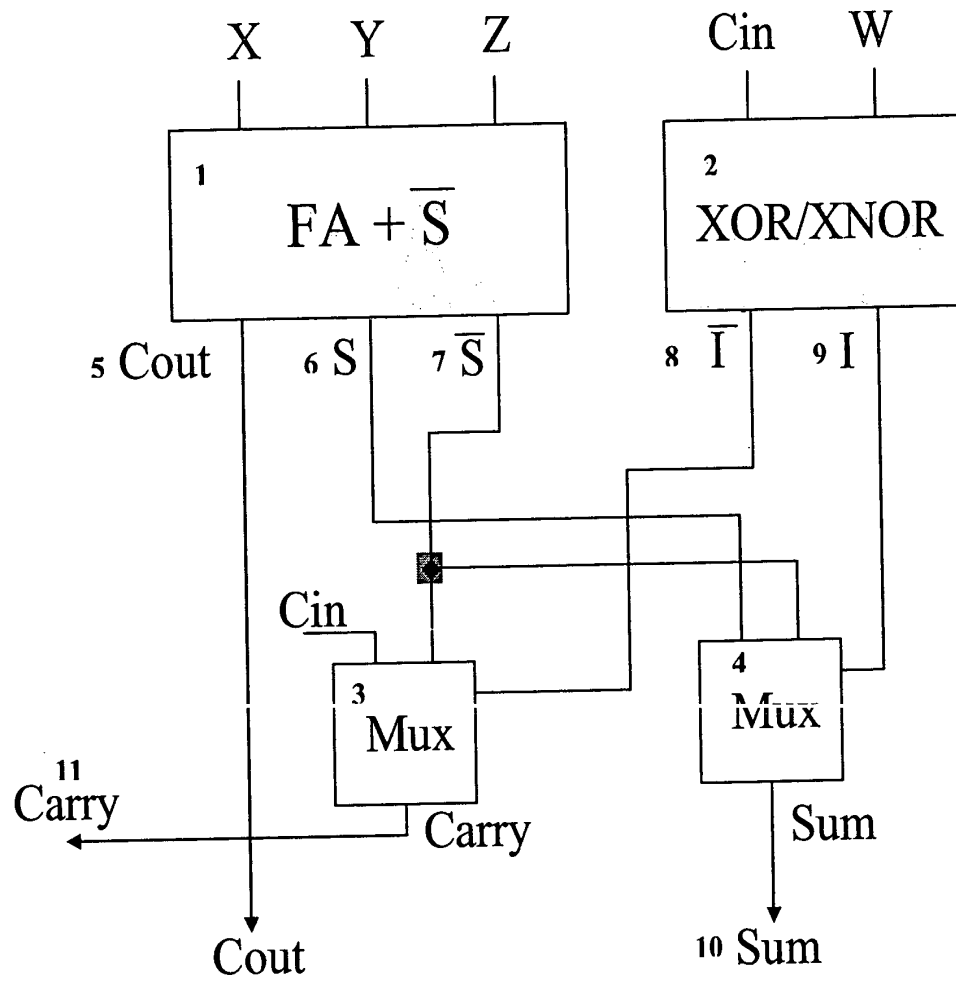 X Y Z Cin W
1
FA + S̅
2
XOR/XNOR
5 Cout 6 S 7 S̅ 8 I̅ 9 I
Cin
3
Mux
4
Mux
11
Carry
Carry
Sum
Cout
10 Sum